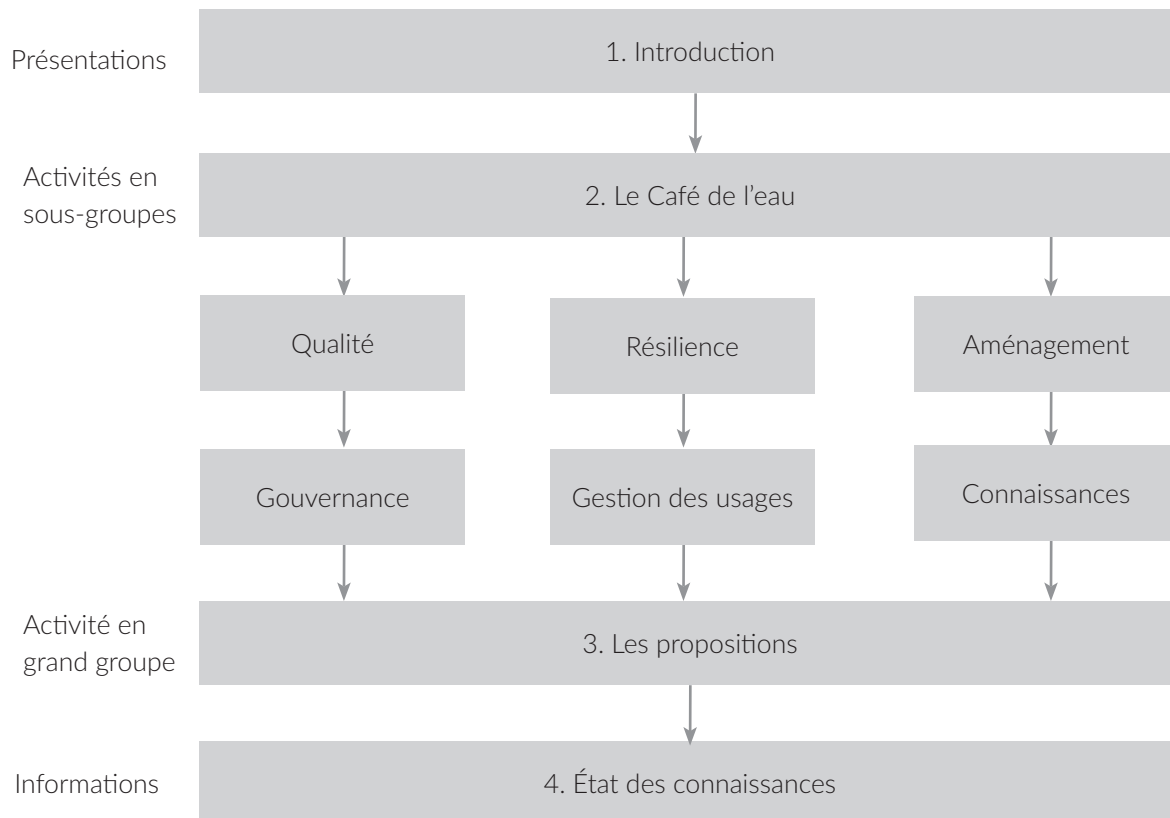 Présentations
1. Introduction
Activités en
sous-groupes
2. Le Café de l'eau
Qualité
Résilience
Aménagement
Gouvernance
Gestion des usages
Connaissances
Activité en
grand groupe
3. Les propositions
Informations
4. État des connaissances